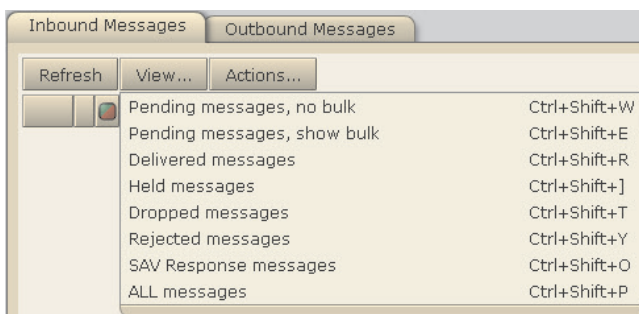 Inbound Messages Outbound Messages
Refresh View... Actions...
Pending messages, no bulk Ctrl+Shift+W
Pending messages, show bulk Ctrl+Shift+E
Delivered messages Ctrl+Shift+R
Held messages Ctrl+Shift+]
Dropped messages Ctrl+Shift+T
Rejected messages Ctrl+Shift+Y
SAV Response messages Ctrl+Shift+O
ALL messages Ctrl+Shift+P